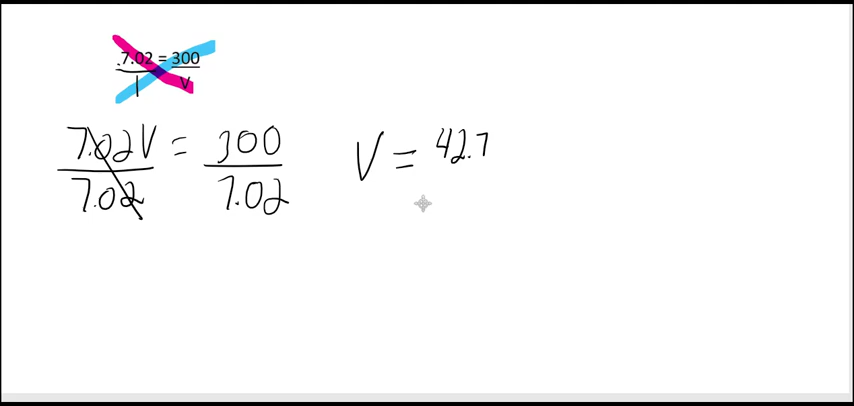 .7.02 = 300
1 V
7.02V = 300 V = 42.7
7.02 7.02